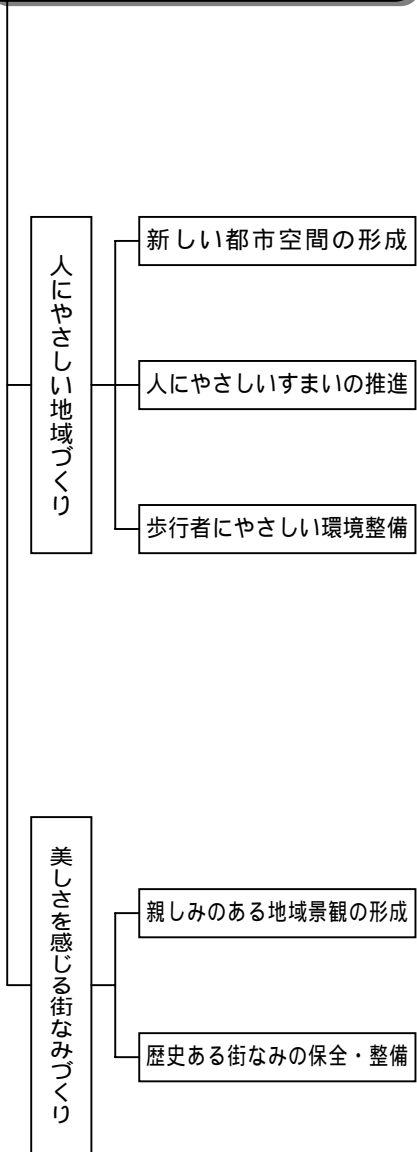 人にやさしい地域づくり
新しい都市空間の形成
人にやさしいすまいの推進
歩行者にやさしい環境整備
美しさを感じる街なみづくり
親しみのある地域景観の形成
歴史ある街なみの保全・整備